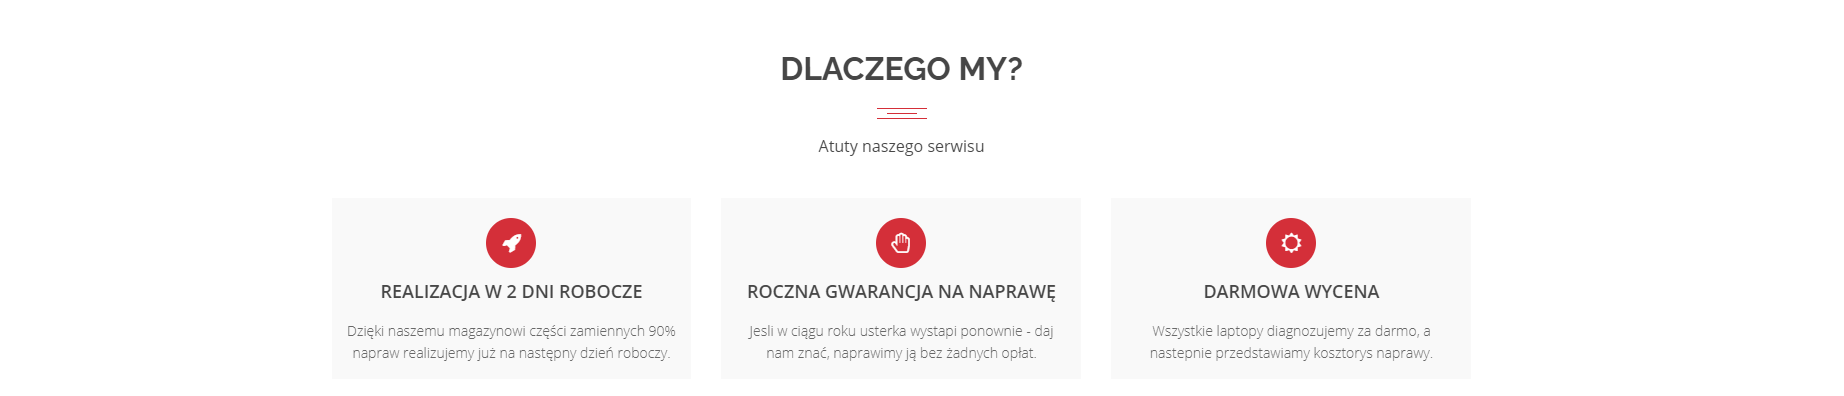 DLACZEGO MY?
Atuty naszego serwisu
REALIZACJA W 2 DNI ROBOCZE
Dzięki naszemu magazynowi części zamiennych 90%
napraw realizujemy już na następny dzień roboczy.
ROCZNA GWARANCJA NA NAPRAWĘ
Jesli w ciągu roku usterka wystapi ponownie - daj
nam znać, naprawimy ją bez żadnych opłat.
DARMOWA WYCENA
Wszystkie laptopy diagnozujemy za darmo, a
nastepnie przedstawiamy kosztorys naprawy.